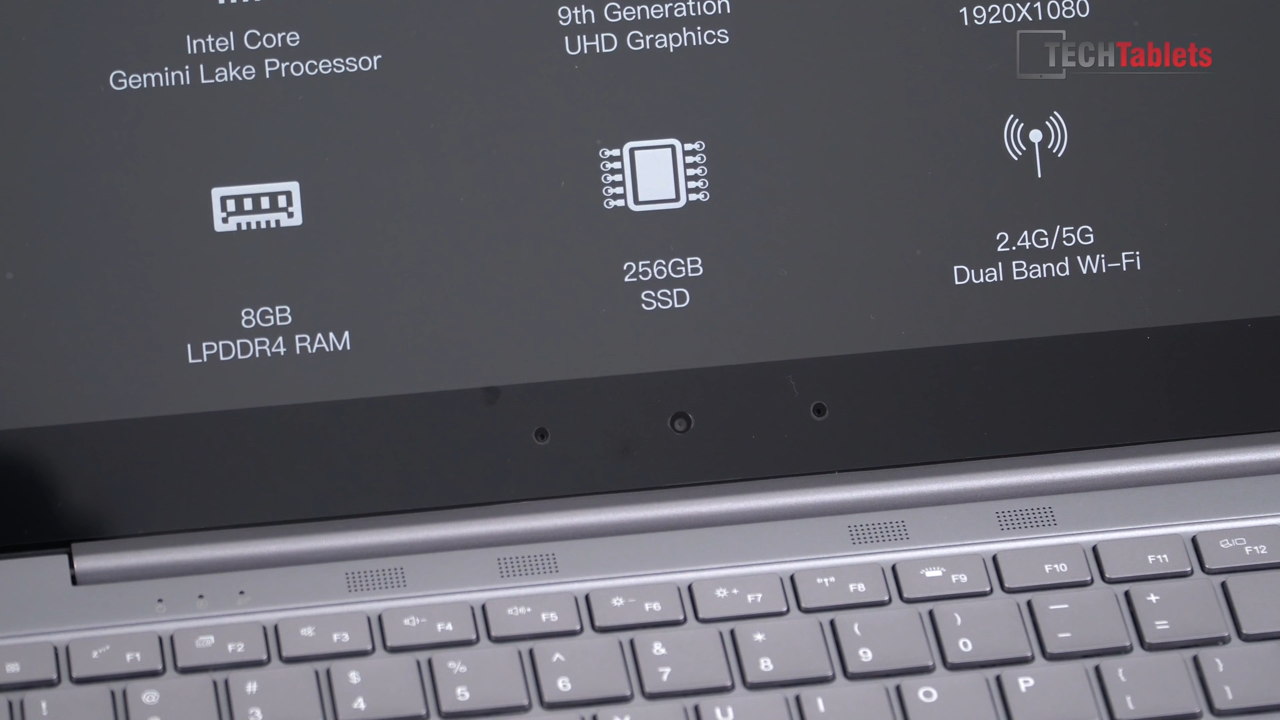 Intel Core
Gemini Lake Processor
9th Generation
UHD Graphics
1920X1080
TECHTablets
8GB
LPDDR4 RAM
256GB
SSD
2.4G/5G
Dual Band Wi-Fi
F1
F2
F3
F4
F5
F6
F7
F8
F9
F10
F11
F12
!
@
#
3
$
4
%
5
^
6
&
7
*
8
(
9
)
0
_
-
+
=
U
I
O
P
{
[
}
]